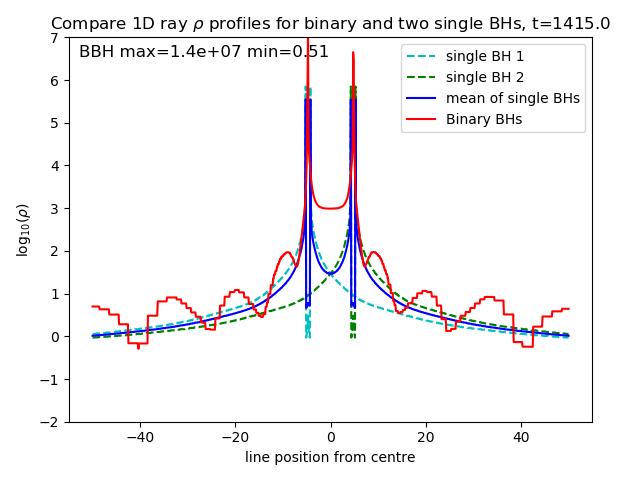 Compare 1D ray ρ profiles for binary and two single BHs, t=1415.0
BBH max=1.4e+07 min=0.51
single BH 1
single BH 2
mean of single BHs
Binary BHs
log₁₀(ρ)
7
6
5
4
3
2
1
0
−1
−2
−40 −20 0 20 40
line position from centre